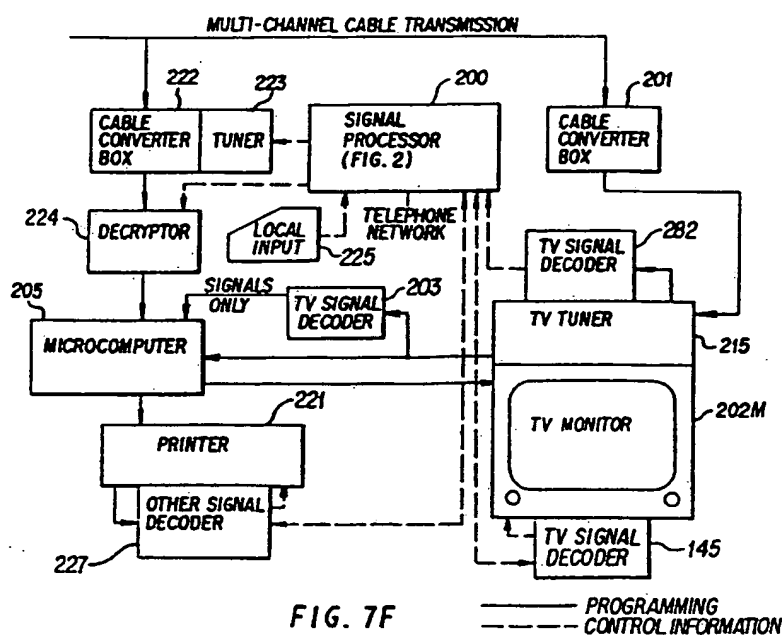 MULTI-CHANNEL CABLE TRANSMISSION
222
223
200
201
CABLE
CONVERTER
BOX
TUNER
SIGNAL
PROCESSOR
(FIG. 2)
CABLE
CONVERTER
BOX
224
DECRYPTOR
LOCAL
INPUT
225
TELEPHONE
NETWORK
282
TV SIGNAL
DECODER
205
SIGNALS
ONLY
203
TV SIGNAL
DECODER
TV TUNER
215
MICROCOMPUTER
221
202M
PRINTER
TV MONITOR
OTHER SIGNAL
DECODER
227
TV SIGNAL
DECODER
145
FIG. 7F
PROGRAMMING
CONTROL INFORMATION